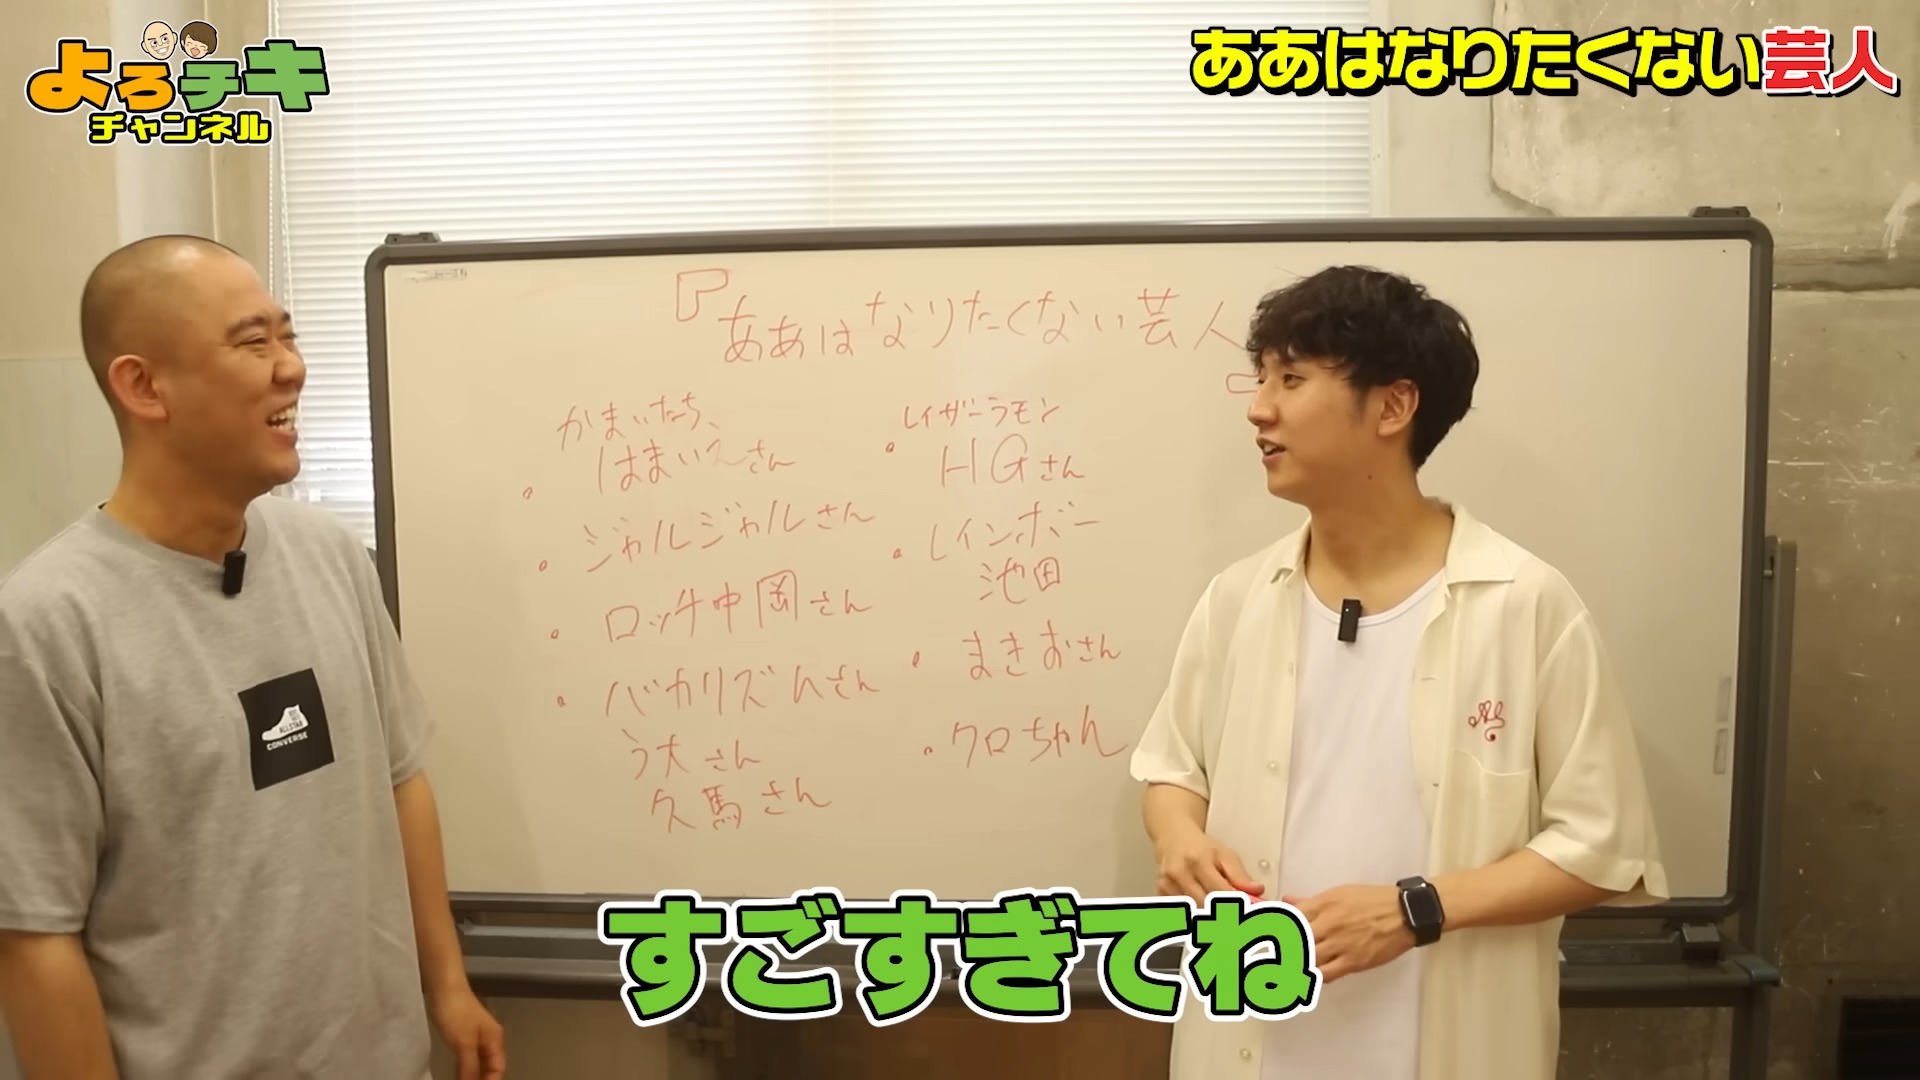 よろチキ
チャンネル
ああはなりたくない芸人
『ああはなりたくない芸人
かまいたち、
はまいえさん
ジャルジャルさん
ロッチ中岡さん
バカリズムさん
う大さん
久馬さん
レイザーラモン
HGさん
レインボー
池田
まきおさん
クロちゃん
ALLSTAR
CONVERSE
すごすぎてね